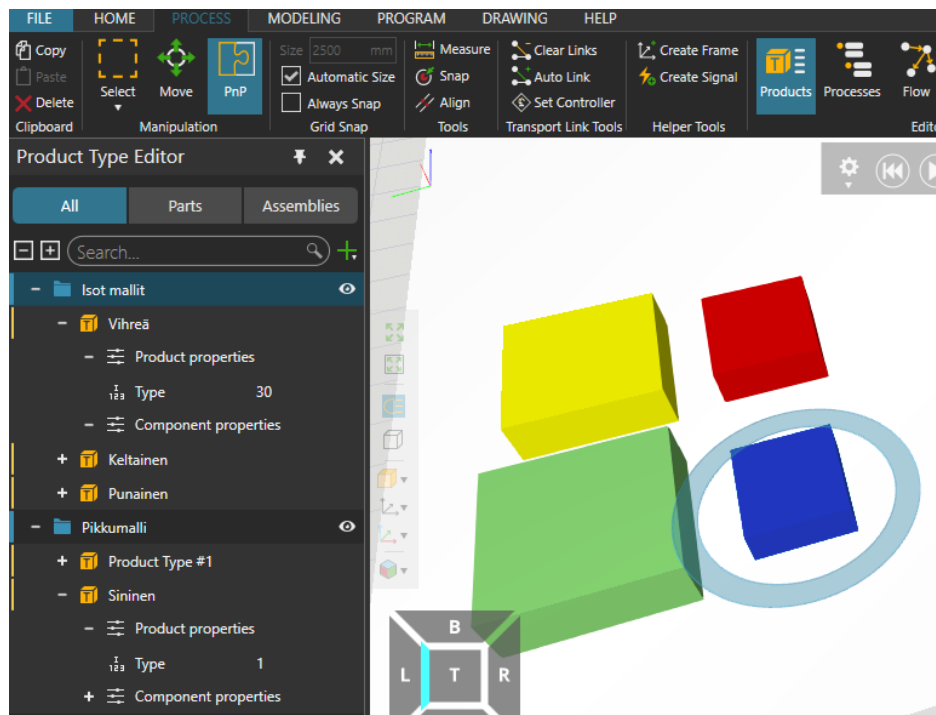 FILE HOME PROCESS MODELING PROGRAM DRAWING HELP
Copy
Paste
Delete
Clipboard
Select
Move
PnP
Manipulation
Size 2500 mm
Automatic Size
Always Snap
Grid Snap
Measure
Snap
Align
Tools
Clear Links
Auto Link
Set Controller
Transport Link Tools
Create Frame
Create Signal
Helper Tools
Products
Processes
Flow
Edito
Product Type Editor
All Parts Assemblies
Search...
Isot mallit
Vihreä
Product properties
Type 30
Component properties
Keltainen
Punainen
Pikkumalli
Product Type #1
Sininen
Product properties
Type 1
Component properties
B
L T R